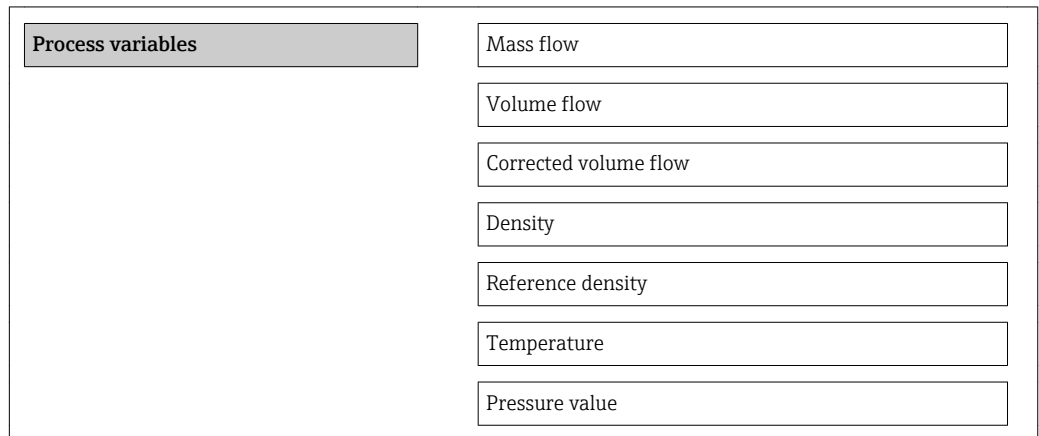 Process variables
Mass flow
Volume flow
Corrected volume flow
Density
Reference density
Temperature
Pressure value